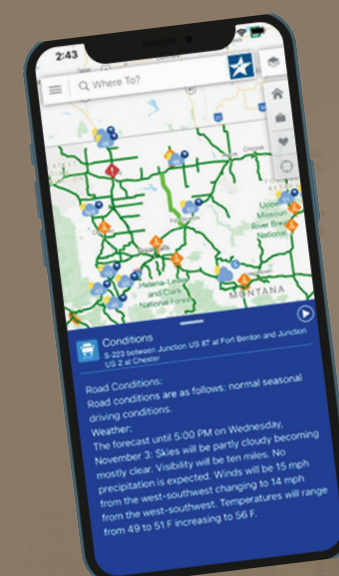 2:43
Where To?
Upper
Missouri
River Brea
National
Helena-Lewis
and Clark
National Forest
MONTANA
Conditions
S-223 between Junction US 87 at Fort Benton and Junction
US 2 at Chester
Road Conditions:
Road conditions are as follows: normal seasonal
driving conditions.
Weather:
The forecast until 5:00 PM on Wednesday,
November 3: Skies will be partly cloudy becoming
mostly clear. Visibility will be ten miles. No
precipitation is expected. Winds will be 15 mph
from the west-southwest changing to 14 mph
from the west-southwest. Temperatures will range
from 49 to 51 F increasing to 56 F.